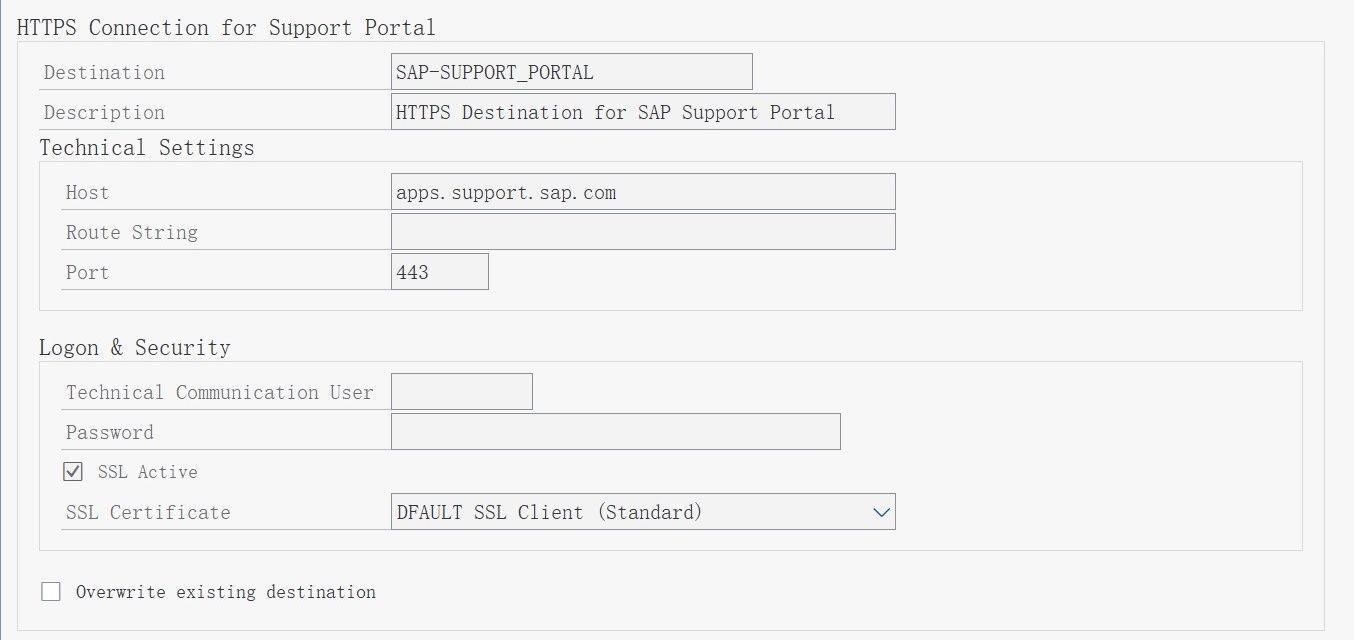 HTTPS Connection for Support Portal
Destination SAP-SUPPORT_PORTAL
Description HTTPS Destination for SAP Support Portal
Technical Settings
Host apps.support.sap.com
Route String
Port 443
Logon & Security
Technical Communication User
Password
SSL Active
SSL Certificate DFAULT SSL Client (Standard)
Overwrite existing destination